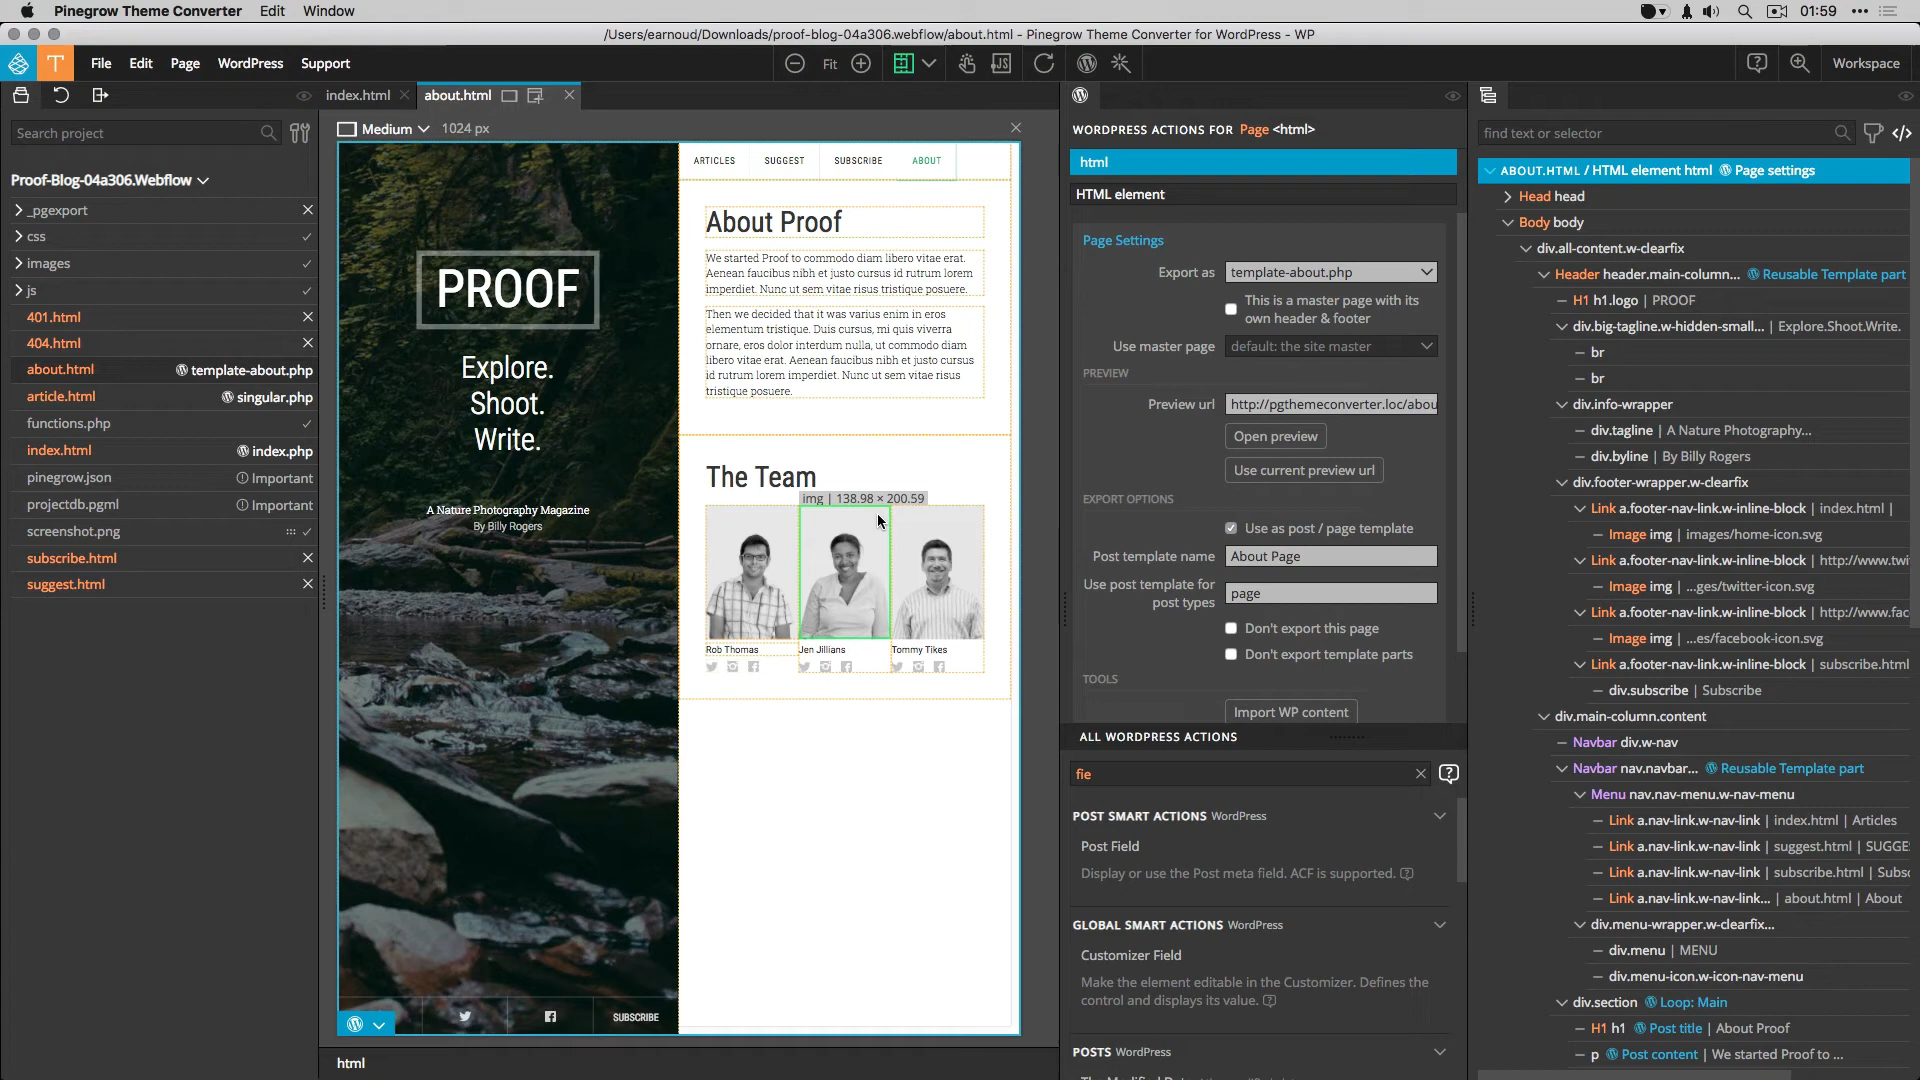 Pinegrow Theme Converter Edit Window
01:59
/Users/earnoud/Downloads/proof-blog-04a306.webflow/about.html - Pinegrow Theme Converter for WordPress - WP
T File Edit Page WordPress Support
Fit
JS
Workspace
index.html
about.html
Search project
Proof-Blog-04a306.Webflow
_pgexport
css
images
js
401.html
404.html
about.html template-about.php
article.html singular.php
functions.php
index.html index.php
pinegrow.json Important
projectdb.pgml Important
screenshot.png
subscribe.html
suggest.html
Medium 1024 px
PROOF
Explore.
Shoot.
Write.
A Nature Photography Magazine
By Billy Rogers
SUBSCRIBE
ARTICLES SUGGEST SUBSCRIBE ABOUT
About Proof
We started Proof to commodo diam libero vitae erat.
Aenean faucibus nibh et justo cursus id rutrum lorem
imperdiet. Nunc ut sem vitae risus tristique posuere.
Then we decided that it was varius enim in eros
elementum tristique. Duis cursus, mi quis viverra
ornare, eros dolor interdum nulla, ut commodo diam
libero vitae erat. Aenean faucibus nibh et justo cursus
id rutrum lorem imperdiet. Nunc ut sem vitae risus
tristique posuere.
The Team
img | 138.98 × 200.59
Rob Thomas Jen Jillians Tommy Tikes
html
WORDPRESS ACTIONS FOR Page <html>
html
HTML element
Page Settings
Export as template-about.php
This is a master page with its
own header & footer
Use master page default: the site master
PREVIEW
Preview url http://pgthemeconverter.loc/abou
Open preview
Use current preview url
EXPORT OPTIONS
Use as post / page template
Post template name About Page
Use post template for
post types
page
Don't export this page
Don't export template parts
TOOLS
Import WP content
ALL WORDPRESS ACTIONS
fie
POST SMART ACTIONS WordPress
Post Field
Display or use the Post meta field. ACF is supported.
GLOBAL SMART ACTIONS WordPress
Customizer Field
Make the element editable in the Customizer. Defines the
control and displays its value.
POSTS WordPress
find text or selector
ABOUT.HTML / HTML element html Page settings
Head head
Body body
div.all-content.w-clearfix
Header header.main-column... Reusable Template part
H1 h1.logo | PROOF
div.big-tagline.w-hidden-small... | Explore.Shoot.Write.
br
br
div.info-wrapper
div.tagline | A Nature Photography...
div.byline | By Billy Rogers
div.footer-wrapper.w-clearfix
Link a.footer-nav-link.w-inline-block | index.html |
Image img | images/home-icon.svg
Link a.footer-nav-link.w-inline-block | http://www.twi
Image img | ...ges/twitter-icon.svg
Link a.footer-nav-link.w-inline-block | http://www.fac
Image img | ...es/facebook-icon.svg
Link a.footer-nav-link.w-inline-block | subscribe.html
div.subscribe | Subscribe
div.main-column.content
Navbar div.w-nav
Navbar nav.navbar... Reusable Template part
Menu nav.nav-menu.w-nav-menu
Link a.nav-link.w-nav-link | index.html | Articles
Link a.nav-link.w-nav-link | suggest.html | SUGGE
Link a.nav-link.w-nav-link | subscribe.html | Subsc
Link a.nav-link.w-nav-link... | about.html | About
div.menu-wrapper.w-clearfix...
div.menu | MENU
div.menu-icon.w-icon-nav-menu
div.section Loop: Main
H1 h1 Post title | About Proof
p Post content | We started Proof to ...